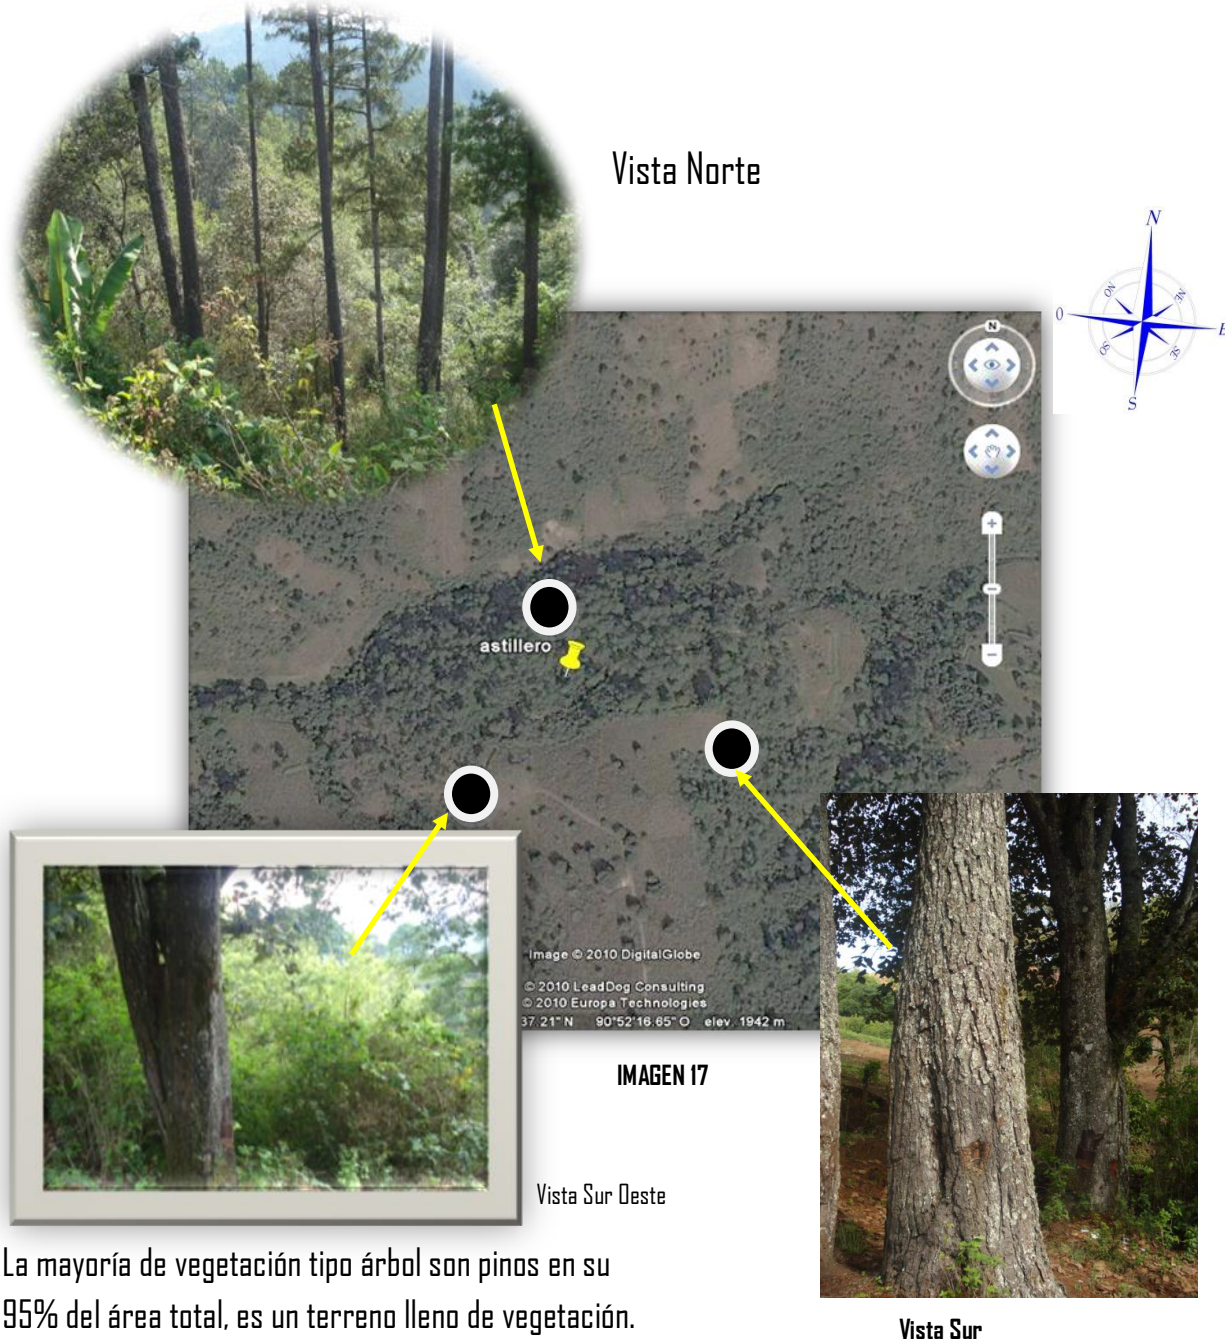 Vista Norte
N
NO
NE
O
E
SO
SE
S
N
astillero
Image © 2010 DigitalGlobe
© 2010 LeadDog Consulting
© 2010 Europa Technologies
37.21" N 90°52'16.65" O elev. 1942 m
IMAGEN 17
Vista Sur Oeste
La mayoría de vegetación tipo árbol son pinos en su
95% del área total, es un terreno lleno de vegetación.
Vista Sur